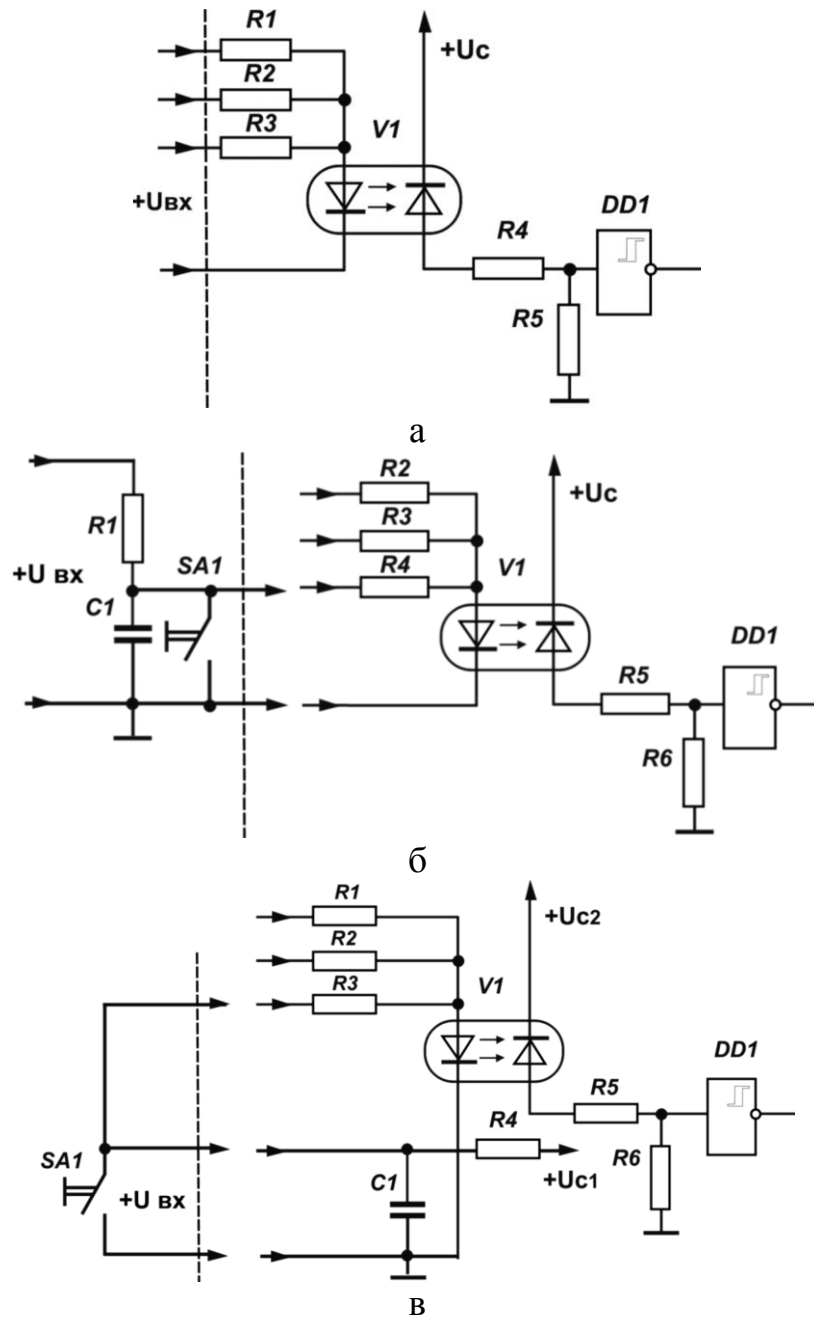 R1
+Uc
R2
R3
V1
+Uвх
DD1
R4
R5
а
R2
+Uc
R1
R3
+U вх
SA1
R4
V1
C1
DD1
R5
R6
б
R1
+Uc2
R2
R3
V1
DD1
R5
R4
SA1
C1
R6
+U вх
+Uc1
в